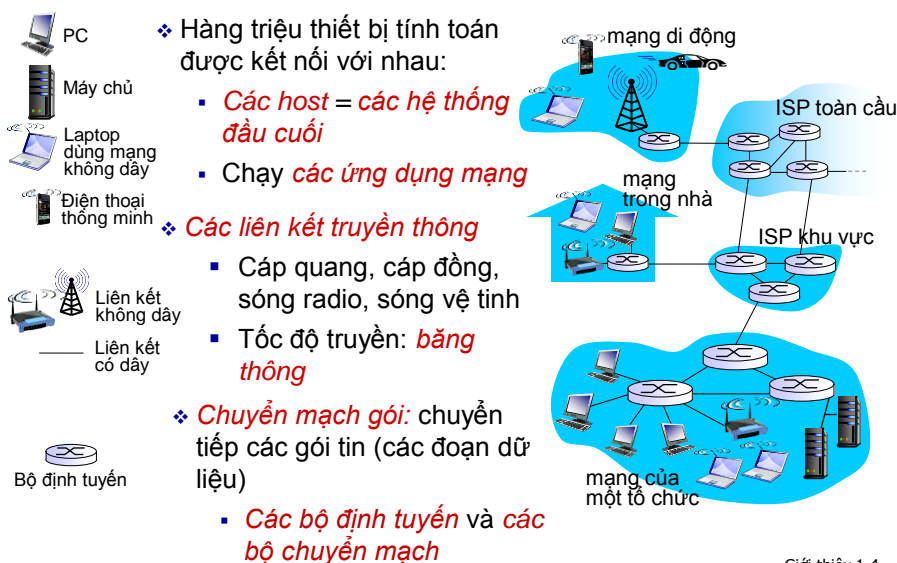 PC
Máy chủ
Laptop
dùng mạng
không dây
Điện thoại
thông minh
Liên kết
không dây
Liên kết
có dây
Bộ định tuyến
Hàng triệu thiết bị tính toán
được kết nối với nhau:
Các host = các hệ thống
đầu cuối
Chạy các ứng dụng mạng
Các liên kết truyền thông
Cáp quang, cáp đồng,
sóng radio, sóng vệ tinh
Tốc độ truyền: băng
thông
Chuyển mạch gói: chuyển
tiếp các gói tin (các đoạn dữ
liệu)
Các bộ định tuyến và các
bộ chuyển mạch
mạng di động
ISP toàn cầu
mạng
trong nhà
ISP khu vực
mạng của
một tổ chức
Giới thiệu 1-4